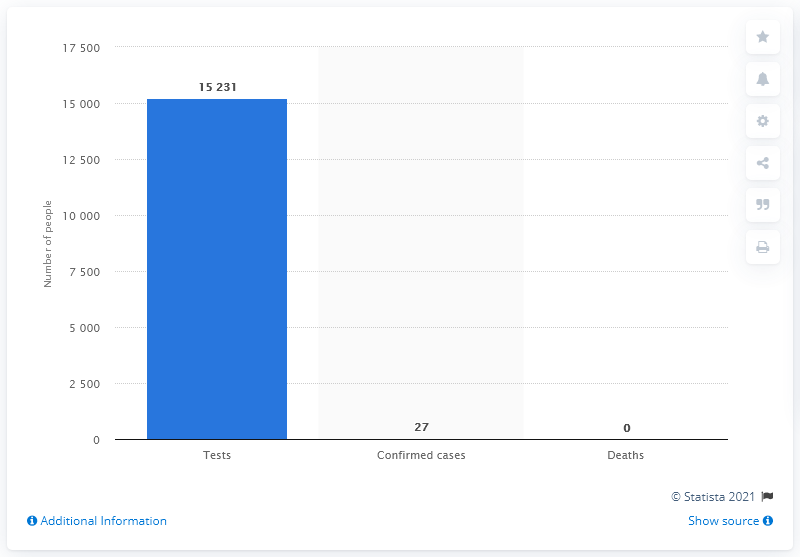 17 500
15 000
12 500
10 000
7 500
5 000
2 500
0
Number of people
15 231
27
0
Tests
Confirmed cases
Deaths
© Statista 2021
Additional Information
Show source